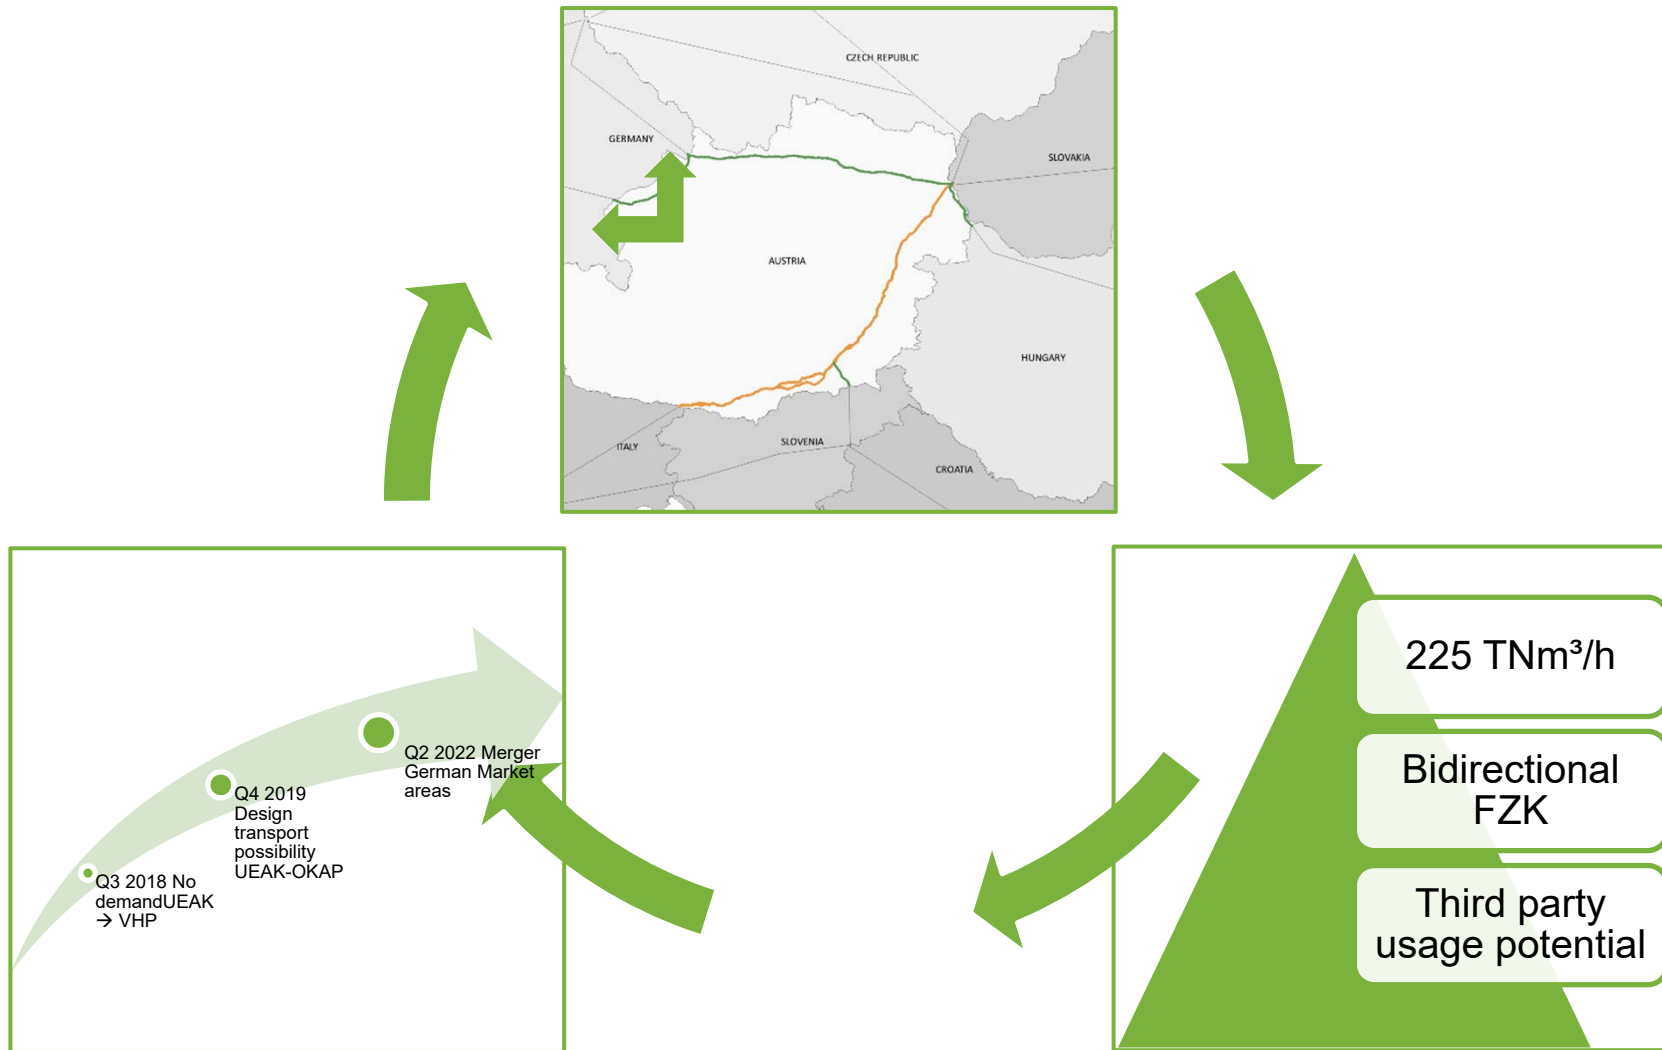 CZECH REPUBLIC
GERMANY
SLOVAKIA
AUSTRIA
HUNGARY
ITALY
SLOVENIA
CROATIA
225 TNm³/h
Bidirectional
FZK
Third party
usage potential
Q2 2022 Merger
German Market
areas
Q4 2019
Design
transport
possibility
UEAK-OKAP
Q3 2018 No
demandUEAK
→ VHP